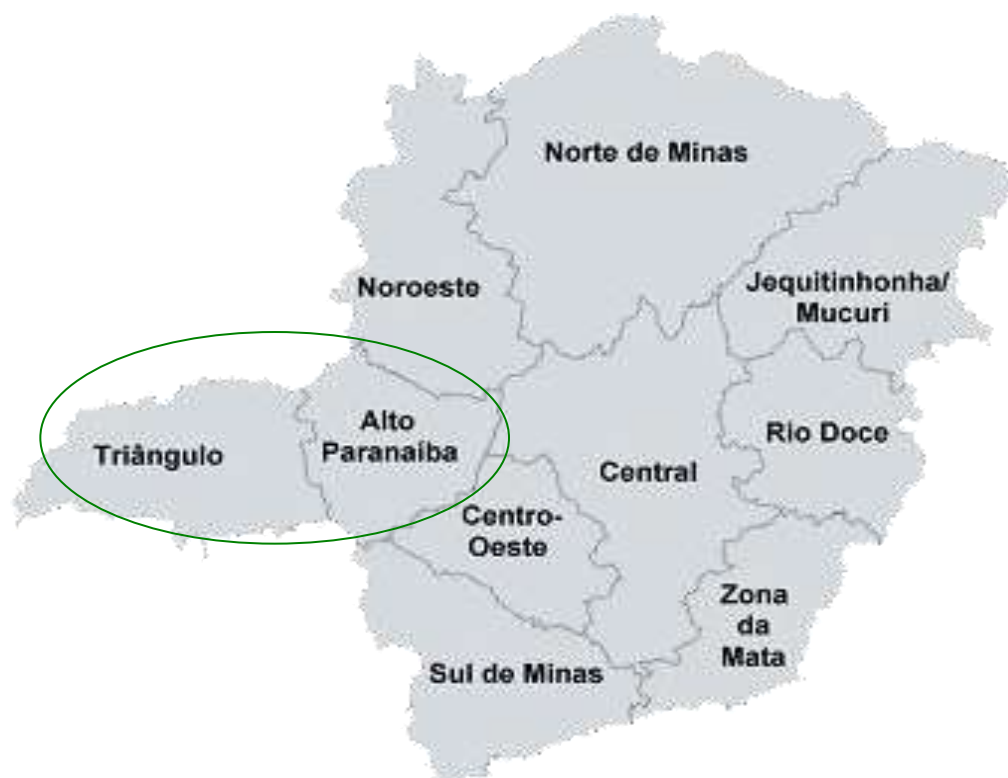 Norte de Minas
Noroeste
Jequitinhonha/
Mucuri
Triângulo
Alto
Paranaíba
Central
Rio Doce
Centro-
Oeste
Zona
da
Mata
Sul de Minas